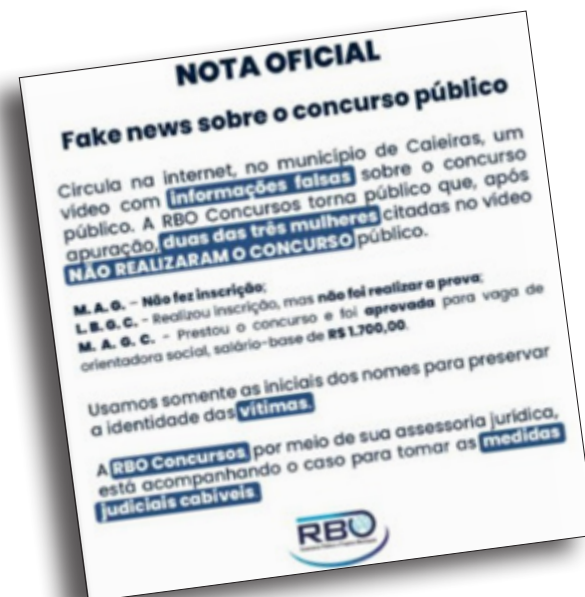 NOTA OFICIAL
Fake news sobre o concurso público
Circula na internet, no município de Caieiras, um
vídeo com informações falsas sobre o concurso
público. A RBO Concursos torna público que, após
apuração, duas das três mulheres citadas no vídeo
NÃO REALIZARAM O CONCURSO público.
M. A. G. – Não fez inscrição;
L. B. G. C. - Realizou inscrição, mas não foi realizar a prova;
M. A. G. C. - Prestou o concurso e foi aprovada para vaga de
orientadora social, salário-base de R$ 1.700,00.
Usamos somente as iniciais dos nomes para preservar
a identidade das vítimas.
A RBO Concursos, por meio de sua assessoria jurídica,
está acompanhando o caso para tomar as medidas
judiciais cabíveis.
RBO